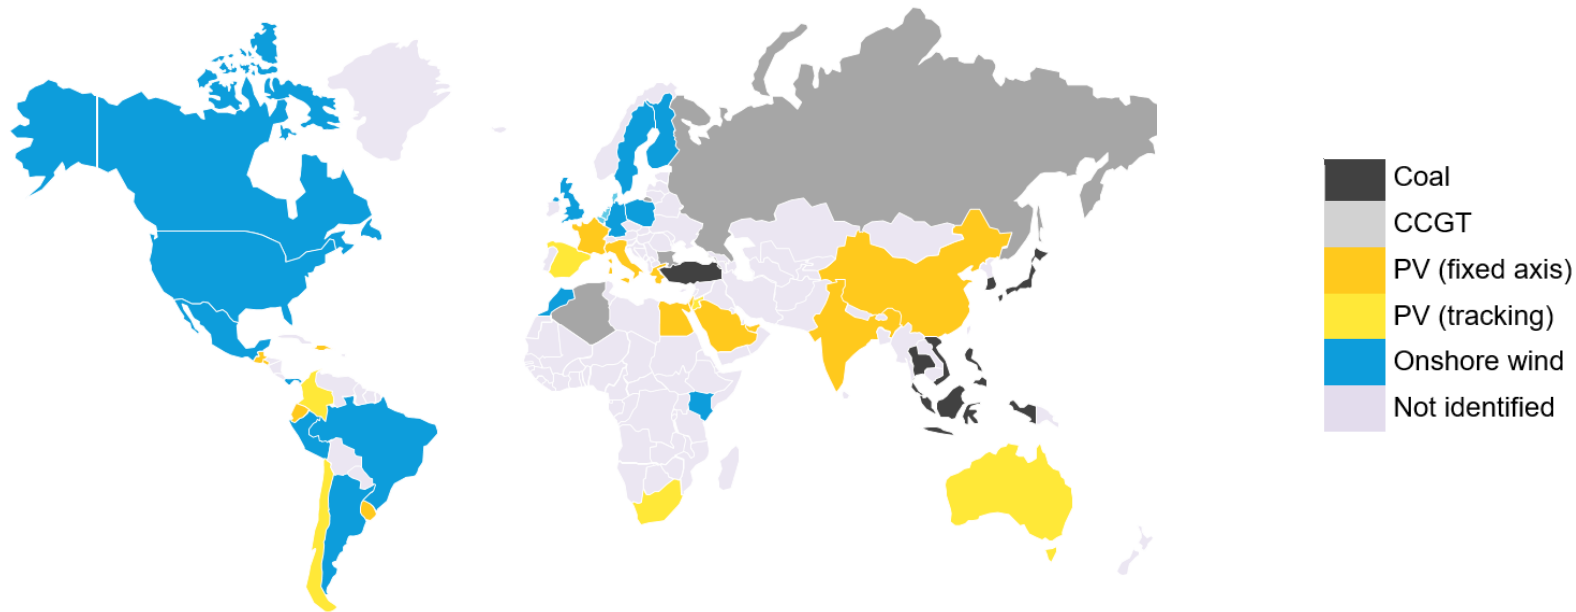 Coal
CCGT
PV (fixed axis)
PV (tracking)
Onshore wind
Not identified